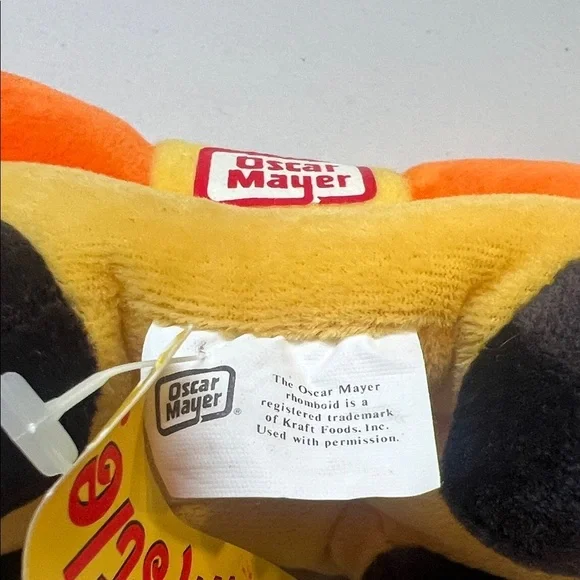 Oscar
Mayer
Oscar
Mayer®
The Oscar Mayer
rhomboid is a
registered trademark
of Kraft Foods, Inc.
Used with permission.